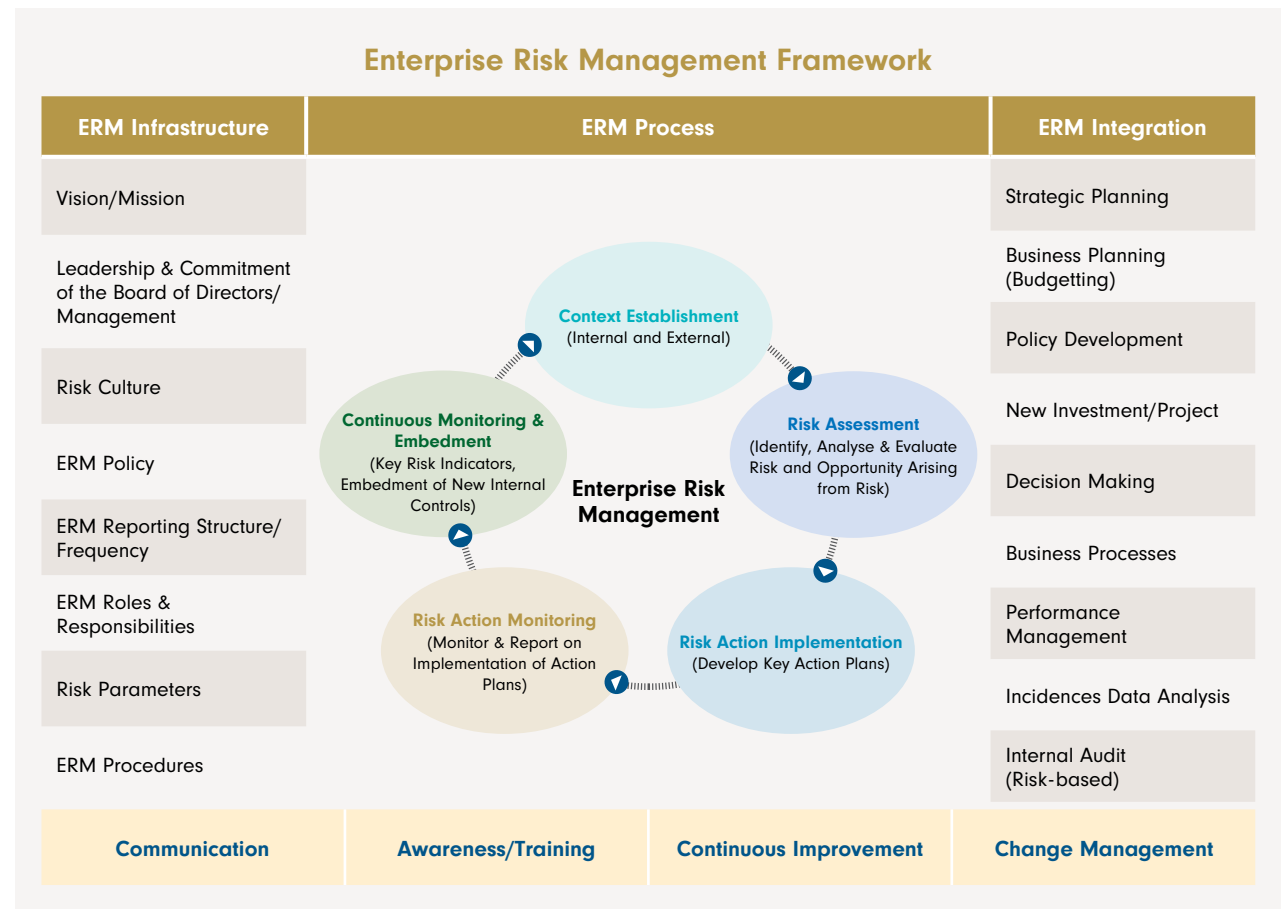 Enterprise Risk Management Framework
ERM Infrastructure
ERM Process
ERM Integration
Vision/Mission
Leadership & Commitment
of the Board of Directors/
Management
Risk Culture
ERM Policy
ERM Reporting Structure/
Frequency
ERM Roles &
Responsibilities
Risk Parameters
ERM Procedures
Context Establishment
(Internal and External)
Risk Assessment
(Identify, Analyse & Evaluate
Risk and Opportunity Arising
from Risk)
Risk Action Implementation
(Develop Key Action Plans)
Risk Action Monitoring
(Monitor & Report on
Implementation of Action
Plans)
Continuous Monitoring &
Embedment
(Key Risk Indicators,
Embedment of New Internal
Controls)
Enterprise Risk
Management
Strategic Planning
Business Planning
(Budgetting)
Policy Development
New Investment/Project
Decision Making
Business Processes
Performance
Management
Incidences Data Analysis
Internal Audit
(Risk-based)
Communication
Awareness/Training
Continuous Improvement
Change Management